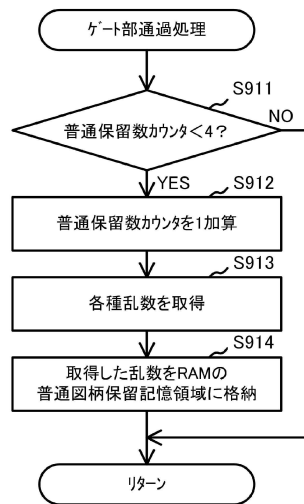 ゲート部通過処理
S911
普通保留数カウンタ<4?
NO
YES
S912
普通保留数カウンタを1加算
S913
各種乱数を取得
S914
取得した乱数をRAMの
普通図柄保留記憶領域に格納
リターン